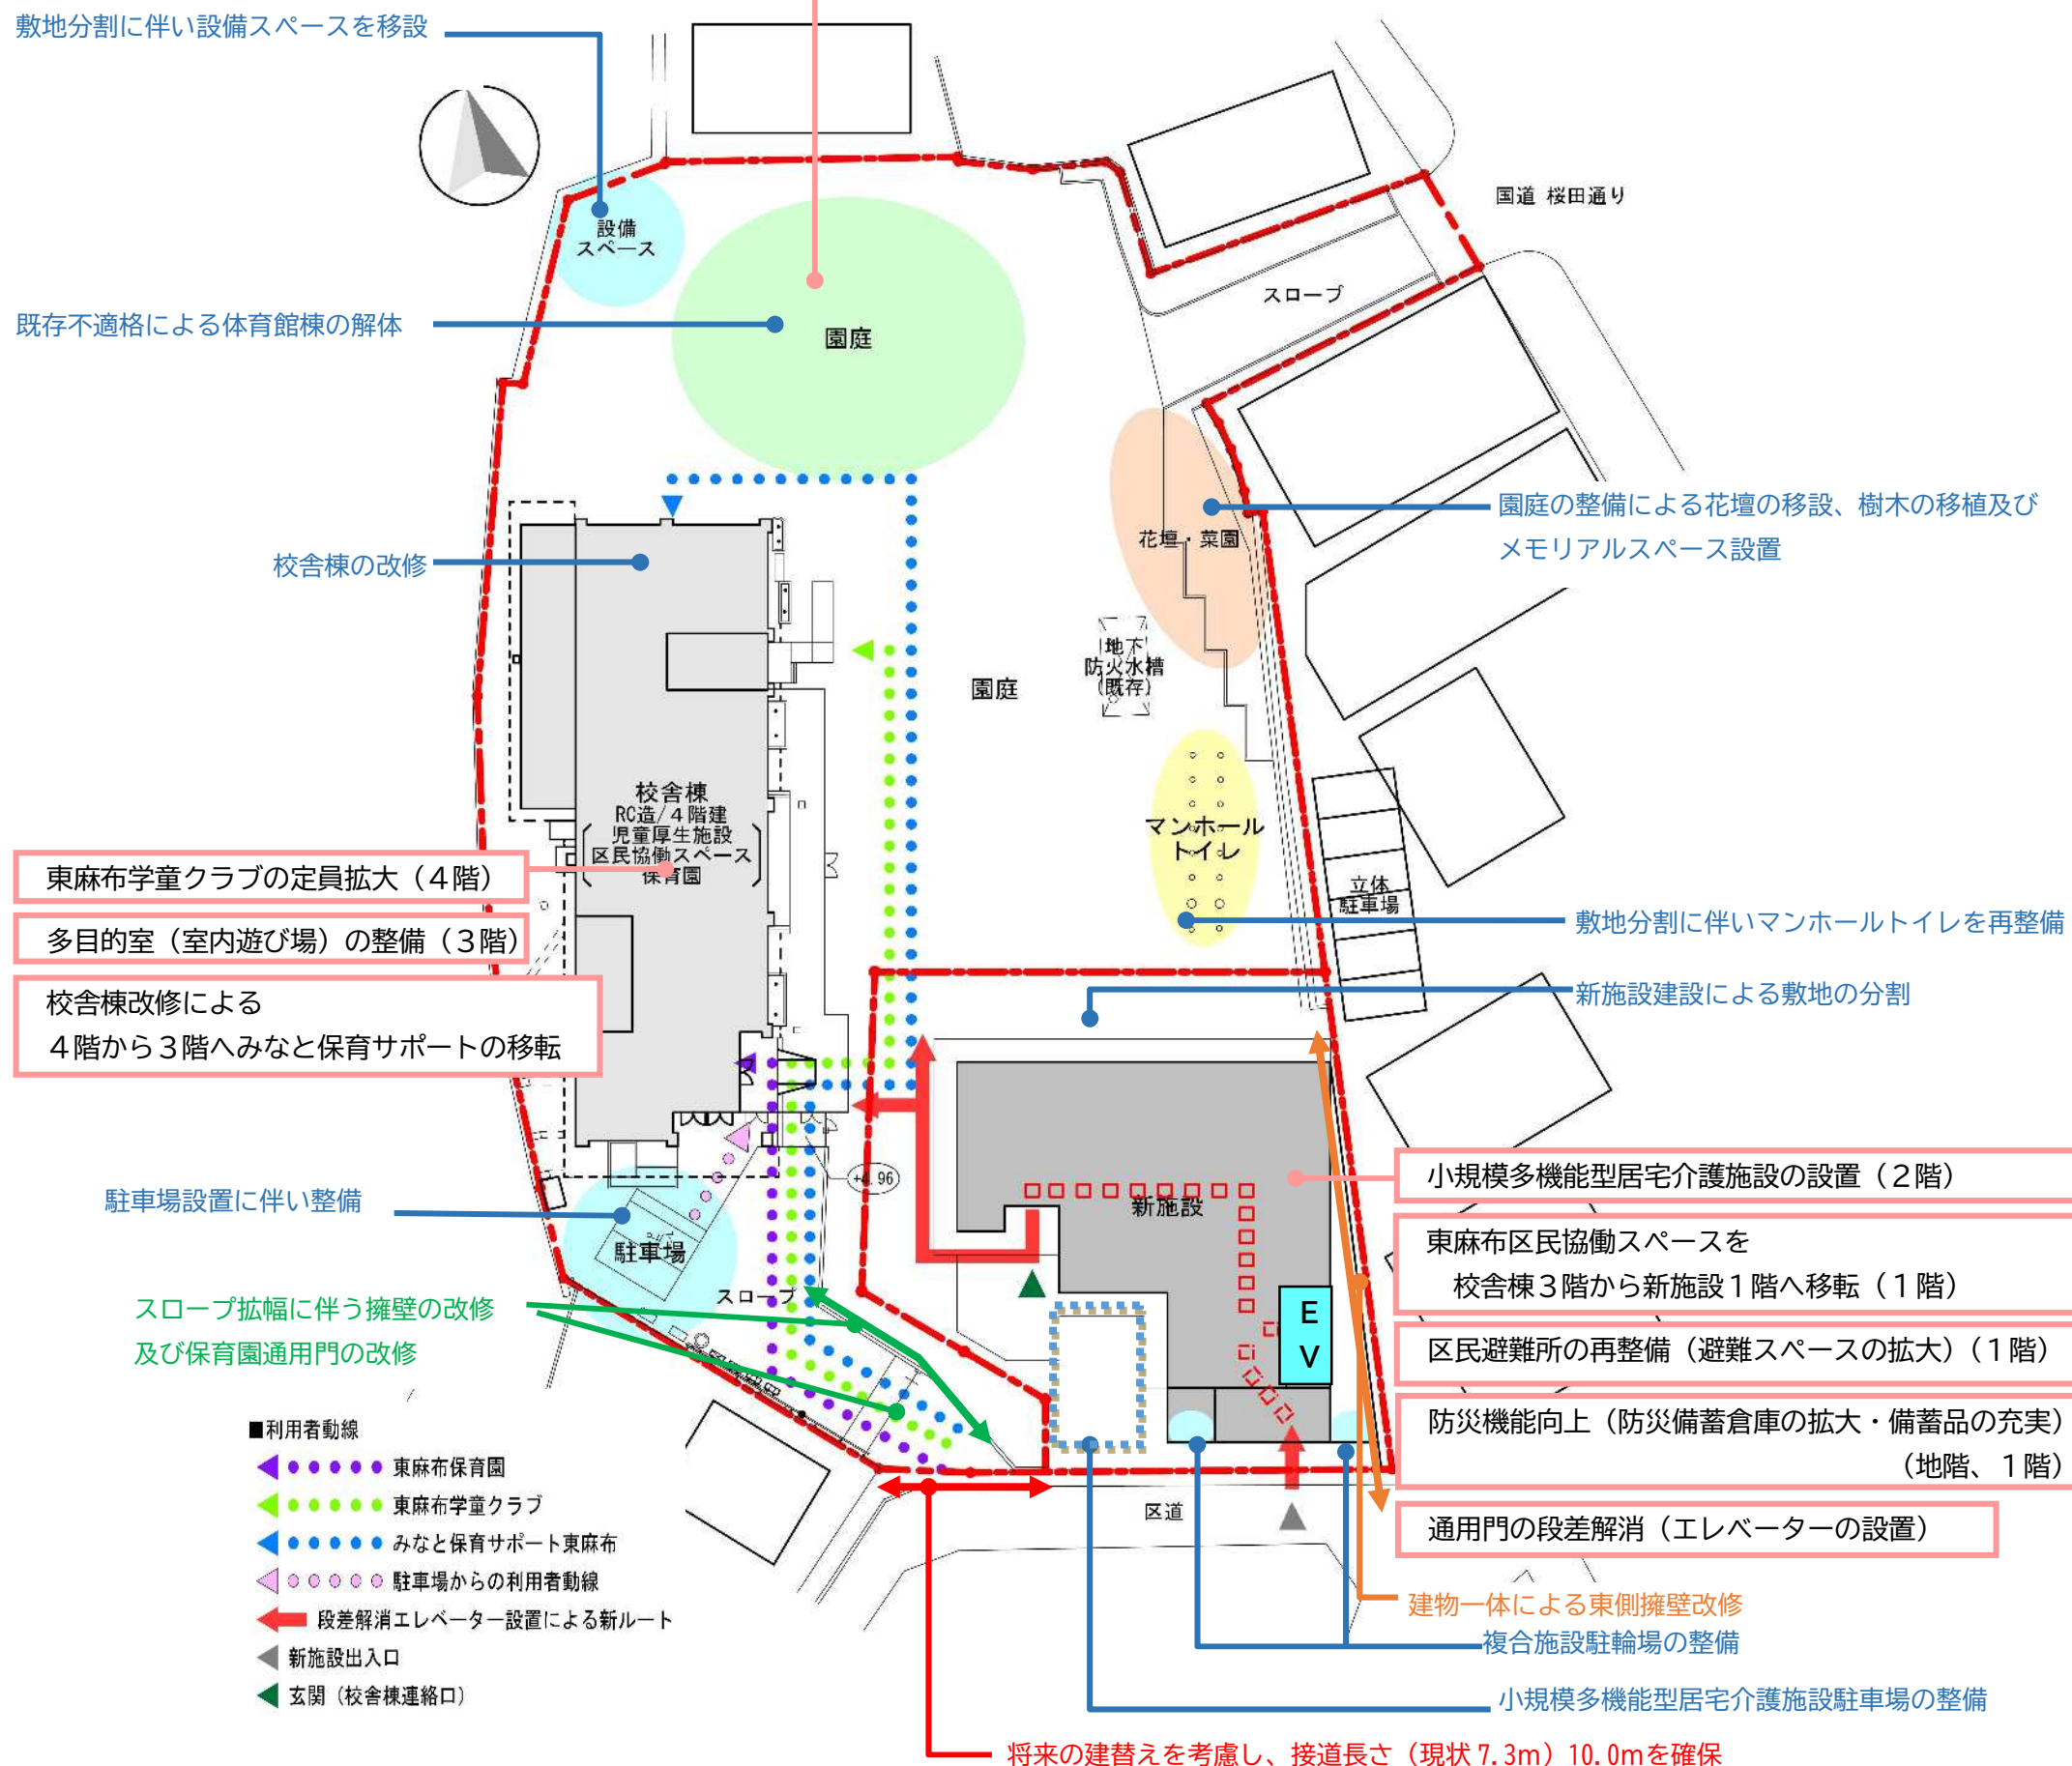 敷地分割に伴い設備スペースを移設
国道 桜田通り
設備
スペース
スロープ
既存不適格による体育館棟の解体
園庭
園庭の整備による花壇の移設、樹木の移植及び
メモリアルスペース設置
花壇・菜園
校舎棟の改修
地下
防火水槽
(既存)
園庭
校舎棟
RC造/4階建
児童厚生施設
区民協働スペース
保育園
マンホール
トイレ
立体
駐車場
東麻布学童クラブの定員拡大（４階）
多目的室（室内遊び場）の整備（３階）
校舎棟改修による
４階から３階へみなと保育サポートの移転
敷地分割に伴いマンホールトイレを再整備
新施設建設による敷地の分割
新施設
小規模多機能型居宅介護施設の設置（２階）
東麻布区民協働スペースを
校舎棟３階から新施設１階へ移転（１階）
区民避難所の再整備（避難スペースの拡大）（１階）
防災機能向上（防災備蓄倉庫の拡大・備蓄品の充実）
（地階、１階）
通用門の段差解消（エレベーターの設置）
駐車場設置に伴い整備
駐車場
スロープ
スロープ拡幅に伴う擁壁の改修
及び保育園通用門の改修
E
V
区道
■利用者動線
東麻布保育園
東麻布学童クラブ
みなと保育サポート東麻布
駐車場からの利用者動線
段差解消エレベーター設置による新ルート
新施設出入口
玄関（校舎棟連絡口）
建物一体による東側擁壁改修
複合施設駐輪場の整備
小規模多機能型居宅介護施設駐車場の整備
将来の建替えを考慮し、接道長さ（現状 7.3m）10.0mを確保